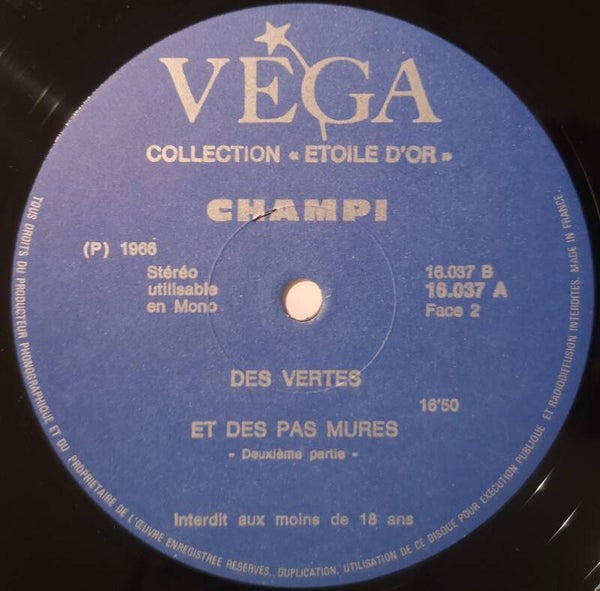 VEGA
COLLECTION « ETOILE D'OR »
CHAMPI
(P) 1966
Stéréo
utilisable
en Mono
16.037 B
16.037 A
Face 2
DES VERTES
16'50
ET DES PAS MURES
- Deuxième partie -
Interdit aux moins de 18 ans
TOUS DROITS DU PRODUCTEUR PHONOGRAPHIQUE ET DU PROPRIETAIRE DE L'ŒUVRE ENREGISTREE RESERVES. DUPLICATION, UTILISATION DE CE DISQUE POUR EXECUTION PUBLIQUE ET RADIODIFFUSION INTERDITES. MADE IN FRANCE.